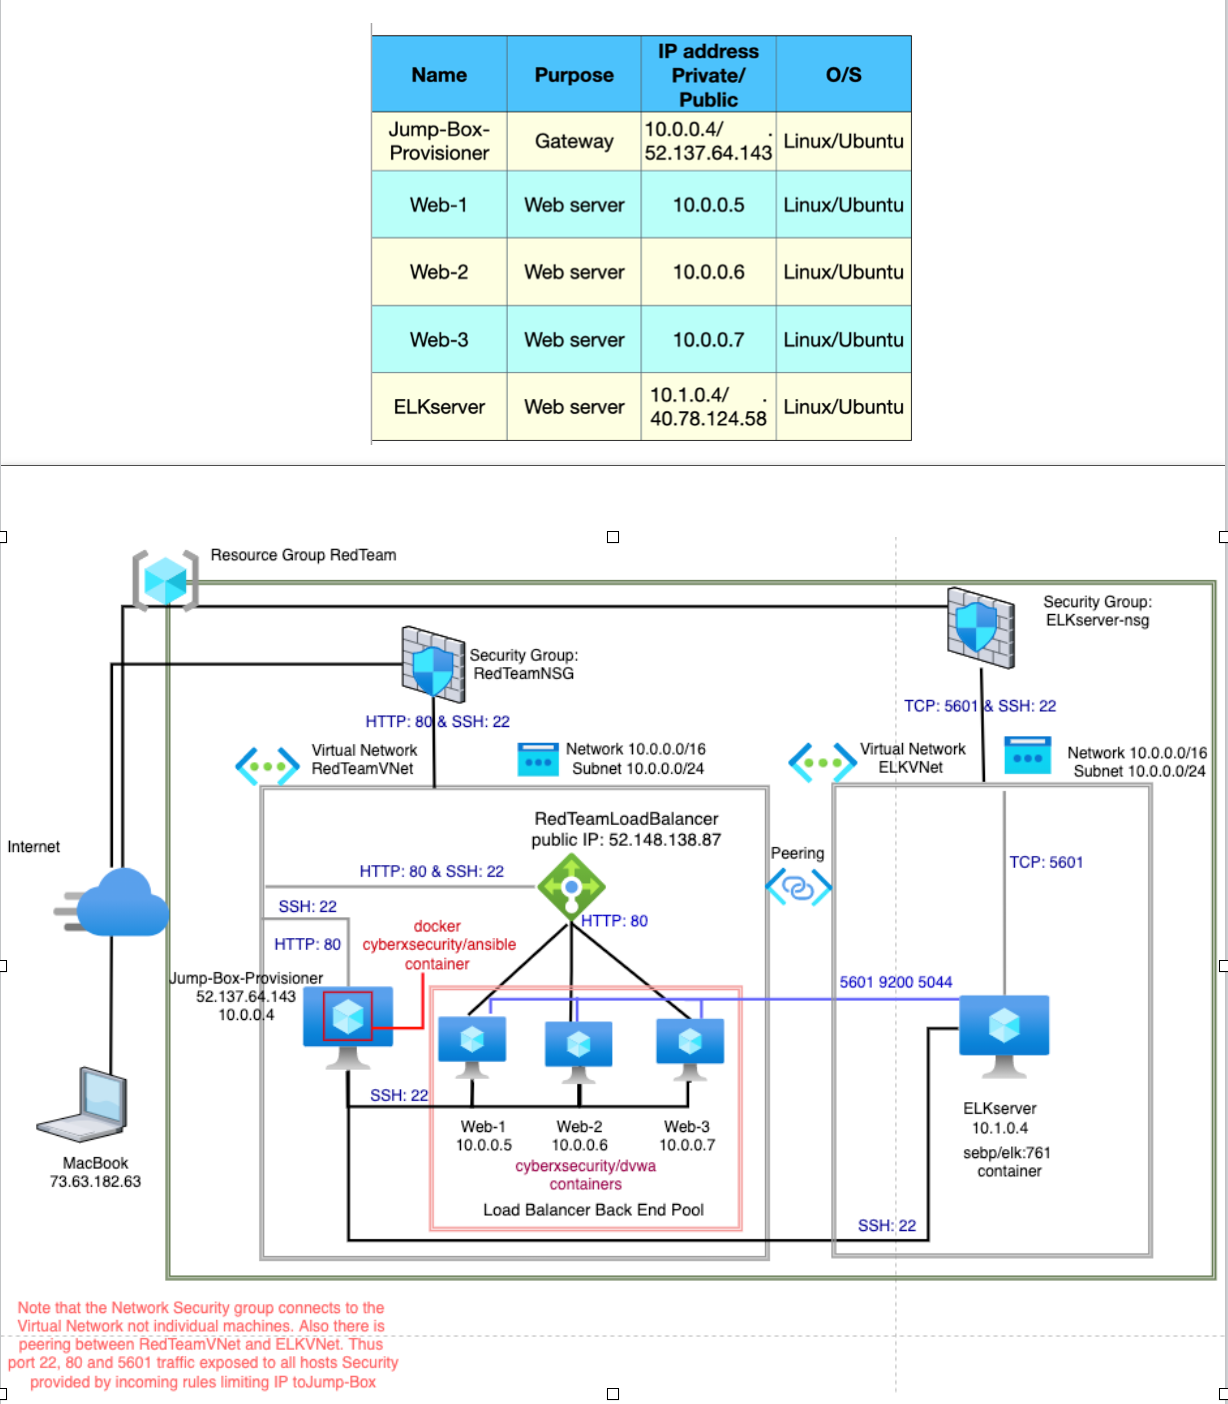 Name Purpose IP address Private/ Public O/S
Jump-Box-Provisioner Gateway 10.0.0.4/ . 52.137.64.143 Linux/Ubuntu
Web-1 Web server 10.0.0.5 Linux/Ubuntu
Web-2 Web server 10.0.0.6 Linux/Ubuntu
Web-3 Web server 10.0.0.7 Linux/Ubuntu
ELKserver Web server 10.1.0.4/ . 40.78.124.58 Linux/Ubuntu
Resource Group RedTeam
Security Group:
ELKserver-nsg
Security Group:
RedTeamNSG
TCP: 5601 & SSH: 22
HTTP: 80 & SSH: 22
Virtual Network
RedTeamVNet
Network 10.0.0.0/16
Subnet 10.0.0.0/24
Virtual Network
ELKVNet
Network 10.0.0.0/16
Subnet 10.0.0.0/24
RedTeamLoadBalancer
public IP: 52.148.138.87
Internet
Peering
TCP: 5601
HTTP: 80 & SSH: 22
SSH: 22
HTTP: 80
docker
cyberxsecurity/ansible
container
HTTP: 80
Jump-Box-Provisioner
52.137.64.143
10.0.0.4
5601 9200 5044
SSH: 22
Web-1
10.0.0.5
Web-2
10.0.0.6
Web-3
10.0.0.7
ELKserver
10.1.0.4
sebp/elk:761
container
MacBook
73.63.182.63
cyberxsecurity/dvwa
containers
Load Balancer Back End Pool
SSH: 22
Note that the Network Security group connects to the
Virtual Network not individual machines. Also there is
peering between RedTeamVNet and ELKVNet. Thus
port 22, 80 and 5601 traffic exposed to all hosts Security
provided by incoming rules limiting IP toJump-Box